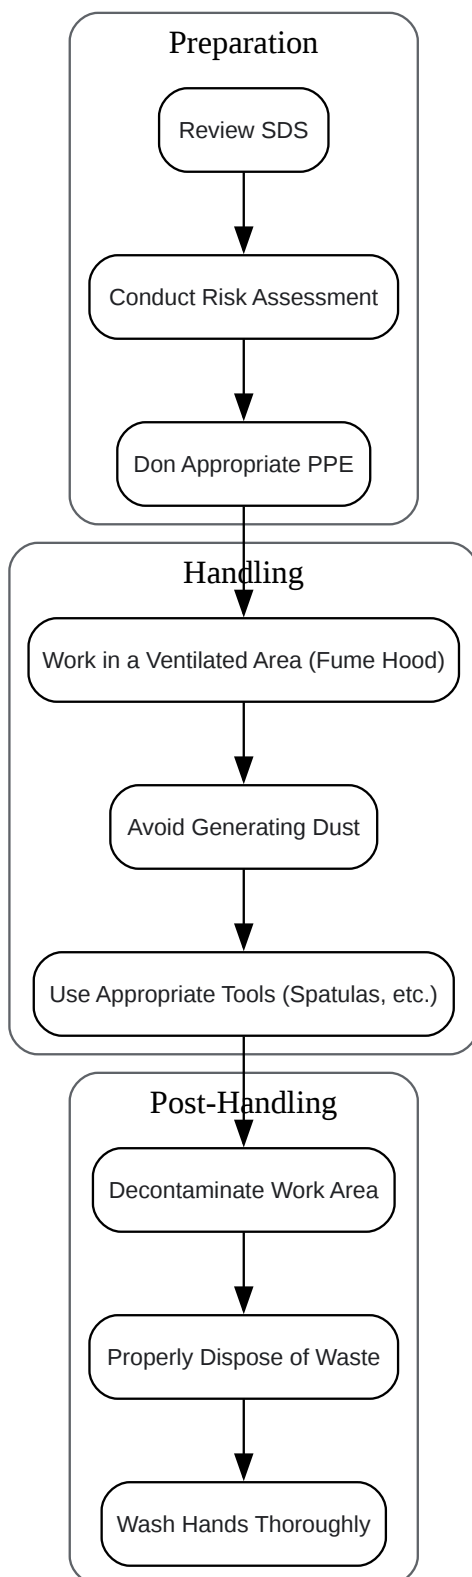 Preparation
Review SDS
Conduct Risk Assessment
Don Appropriate PPE
Handling
Work in a Ventilated Area (Fume Hood)
Avoid Generating Dust
Use Appropriate Tools (Spatulas, etc.)
Post-Handling
Decontaminate Work Area
Properly Dispose of Waste
Wash Hands Thoroughly